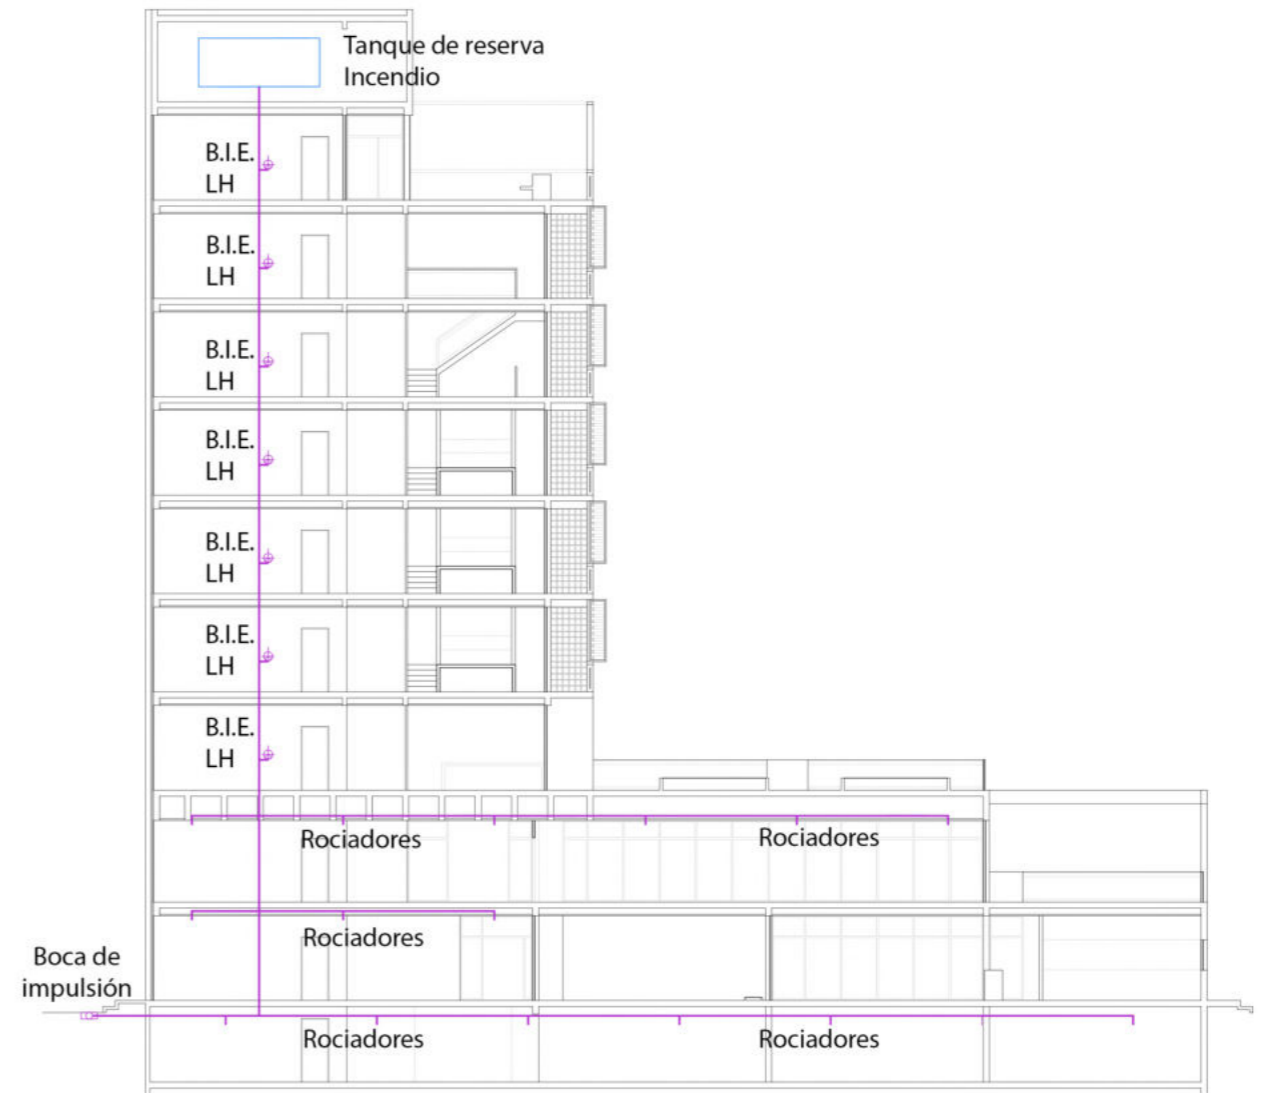 Tanque de reserva
Incendio
B.I.E.
LH
B.I.E.
LH
B.I.E.
LH
B.I.E.
LH
B.I.E.
LH
B.I.E.
LH
B.I.E.
LH
Rociadores
Rociadores
Rociadores
Boca de
impulsión
Rociadores
Rociadores